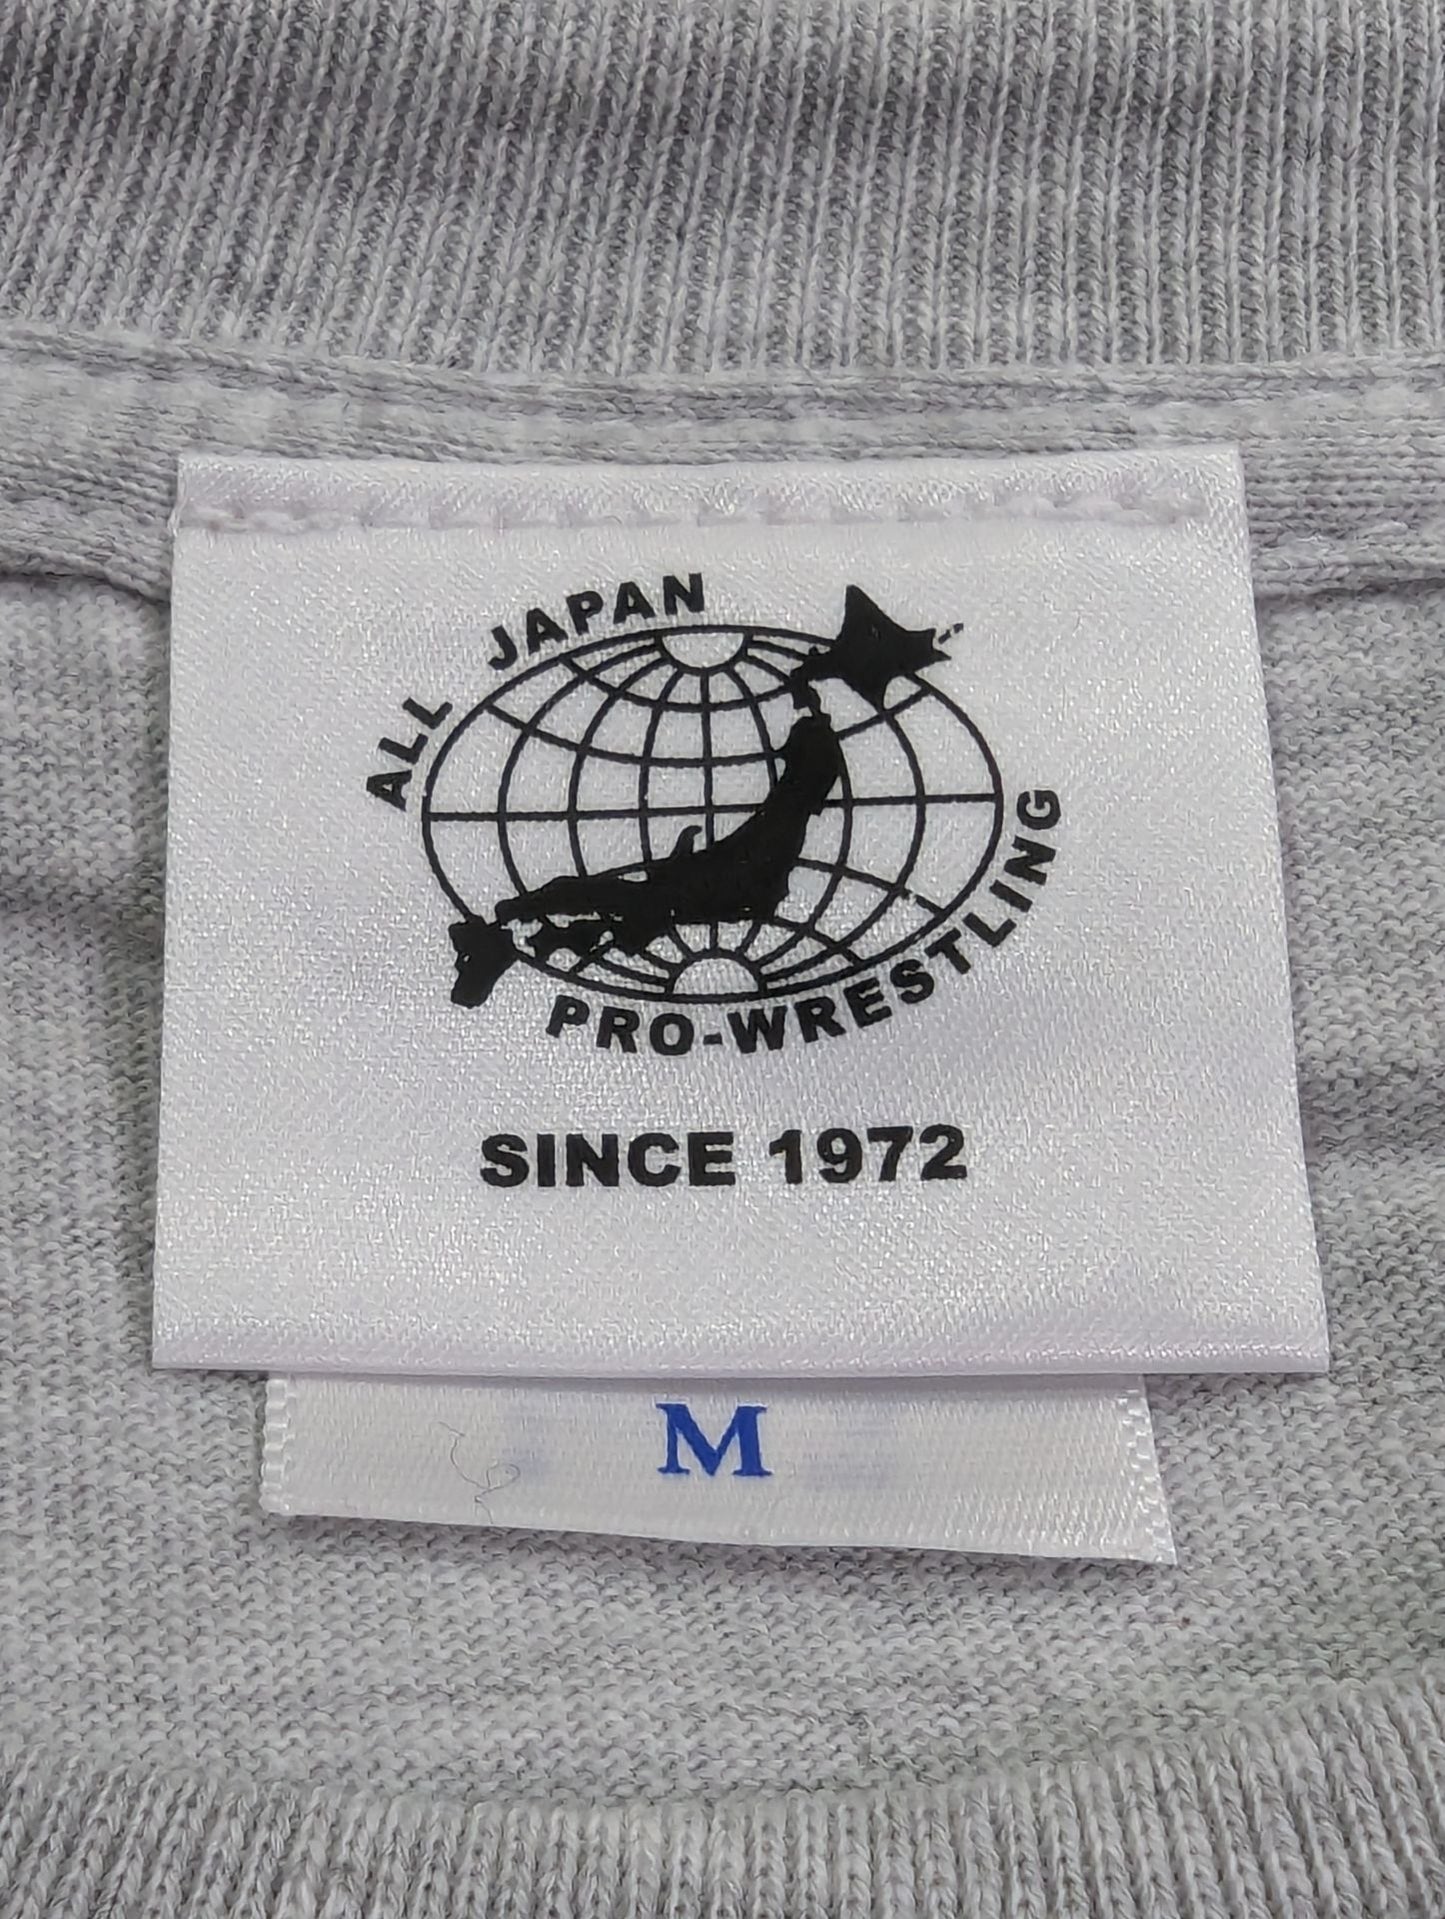 ALL JAPAN
PRO-WRESTLING
SINCE 1972
M